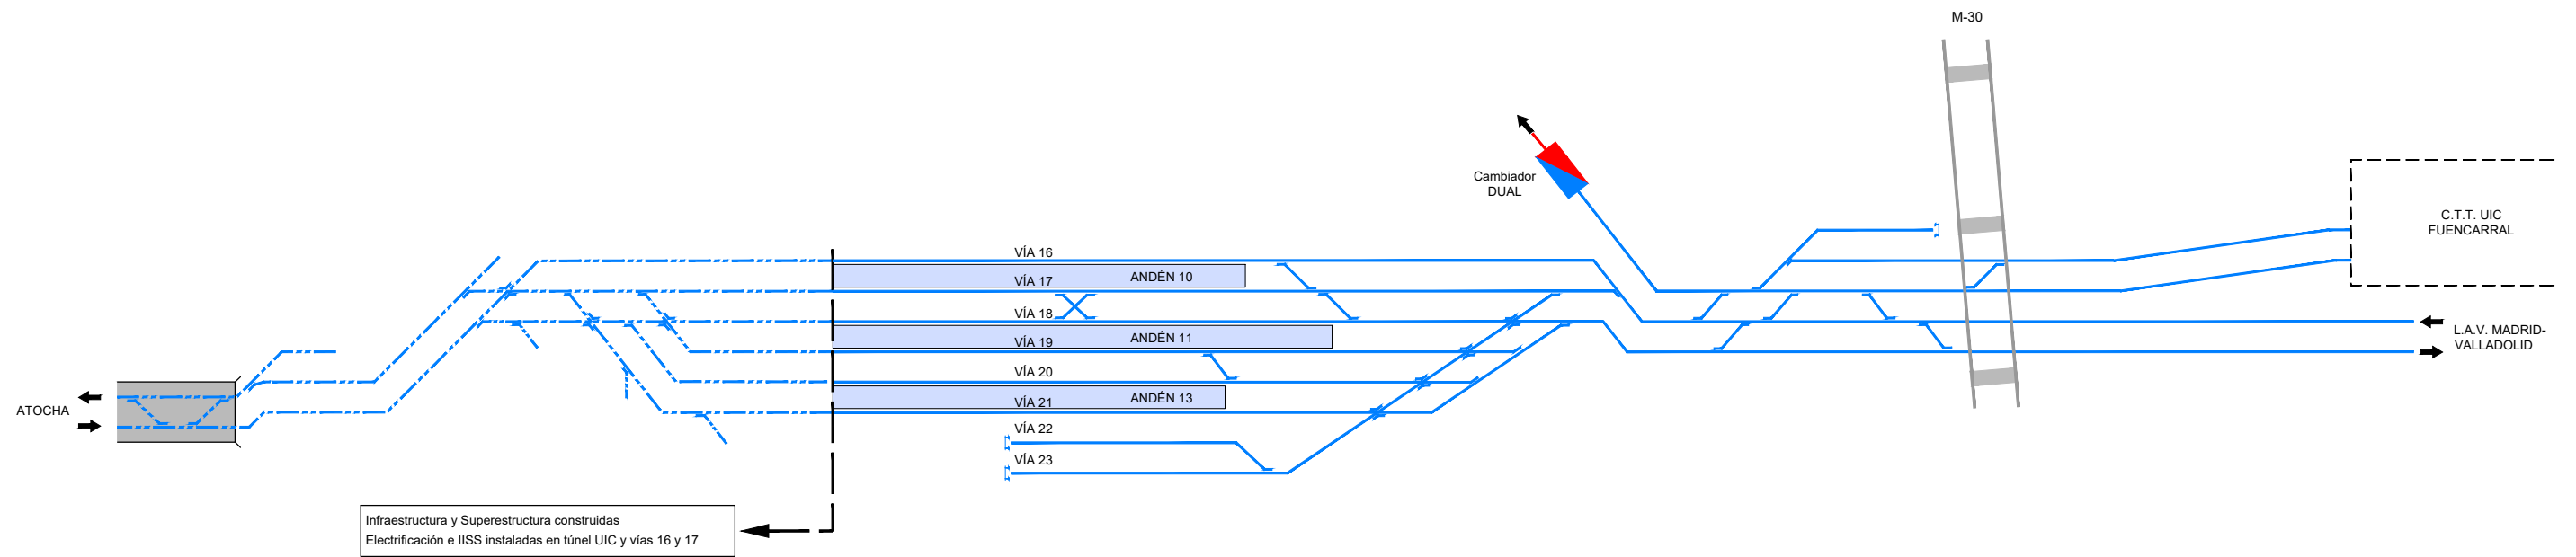 M-30
Cambiador
DUAL
C.T.T. UIC
FUENCARRAL
VÍA 16
ANDÉN 10
VÍA 17
VÍA 18
ANDÉN 11
VÍA 19
L.A.V. MADRID-
VALLADOLID
VÍA 20
ANDÉN 13
VÍA 21
ATOCHA
VÍA 22
VÍA 23
Infraestructura y Superestructura construidas
Electrificación e IISS instaladas en túnel UIC y vías 16 y 17